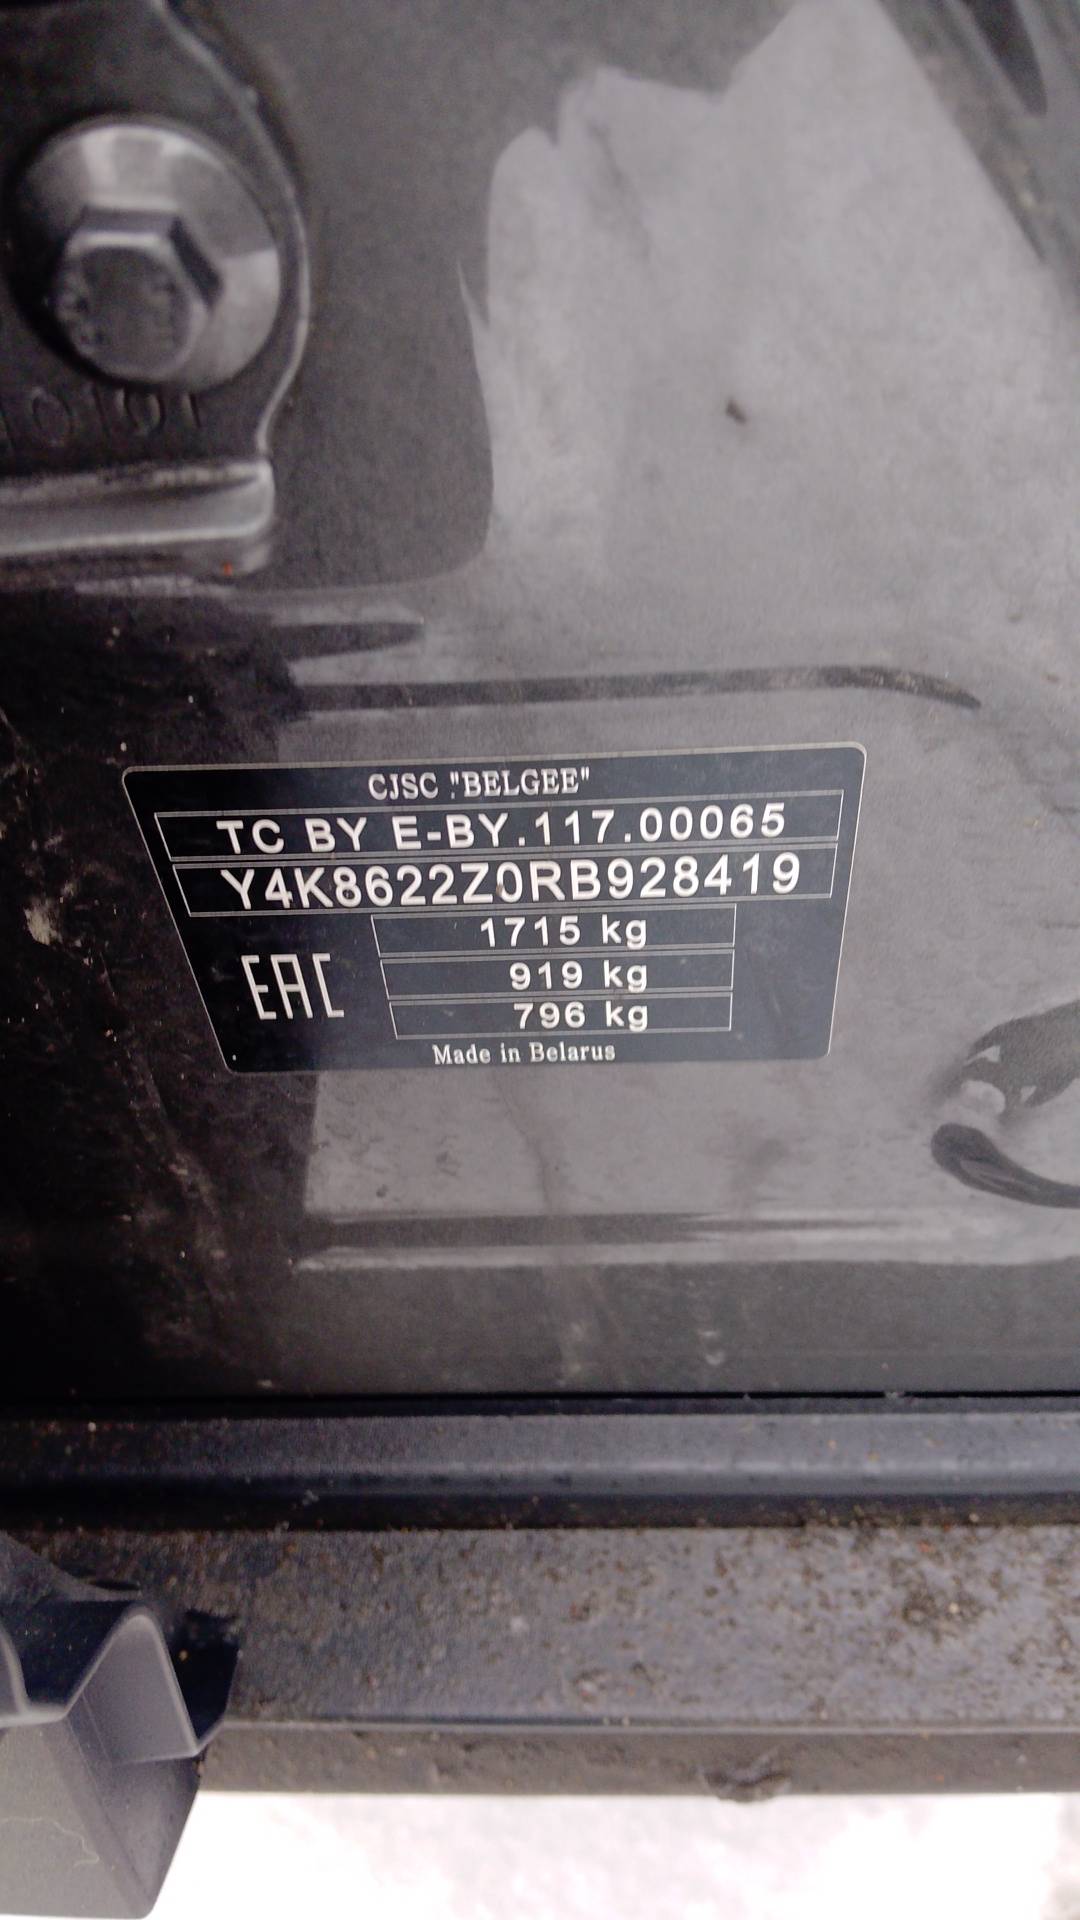 CJSC "BELGEE"
TC BY E-BY.117.00065
Y4K8622Z0RB928419
1715 kg
EAC
919 kg
796 kg
Made in Belarus